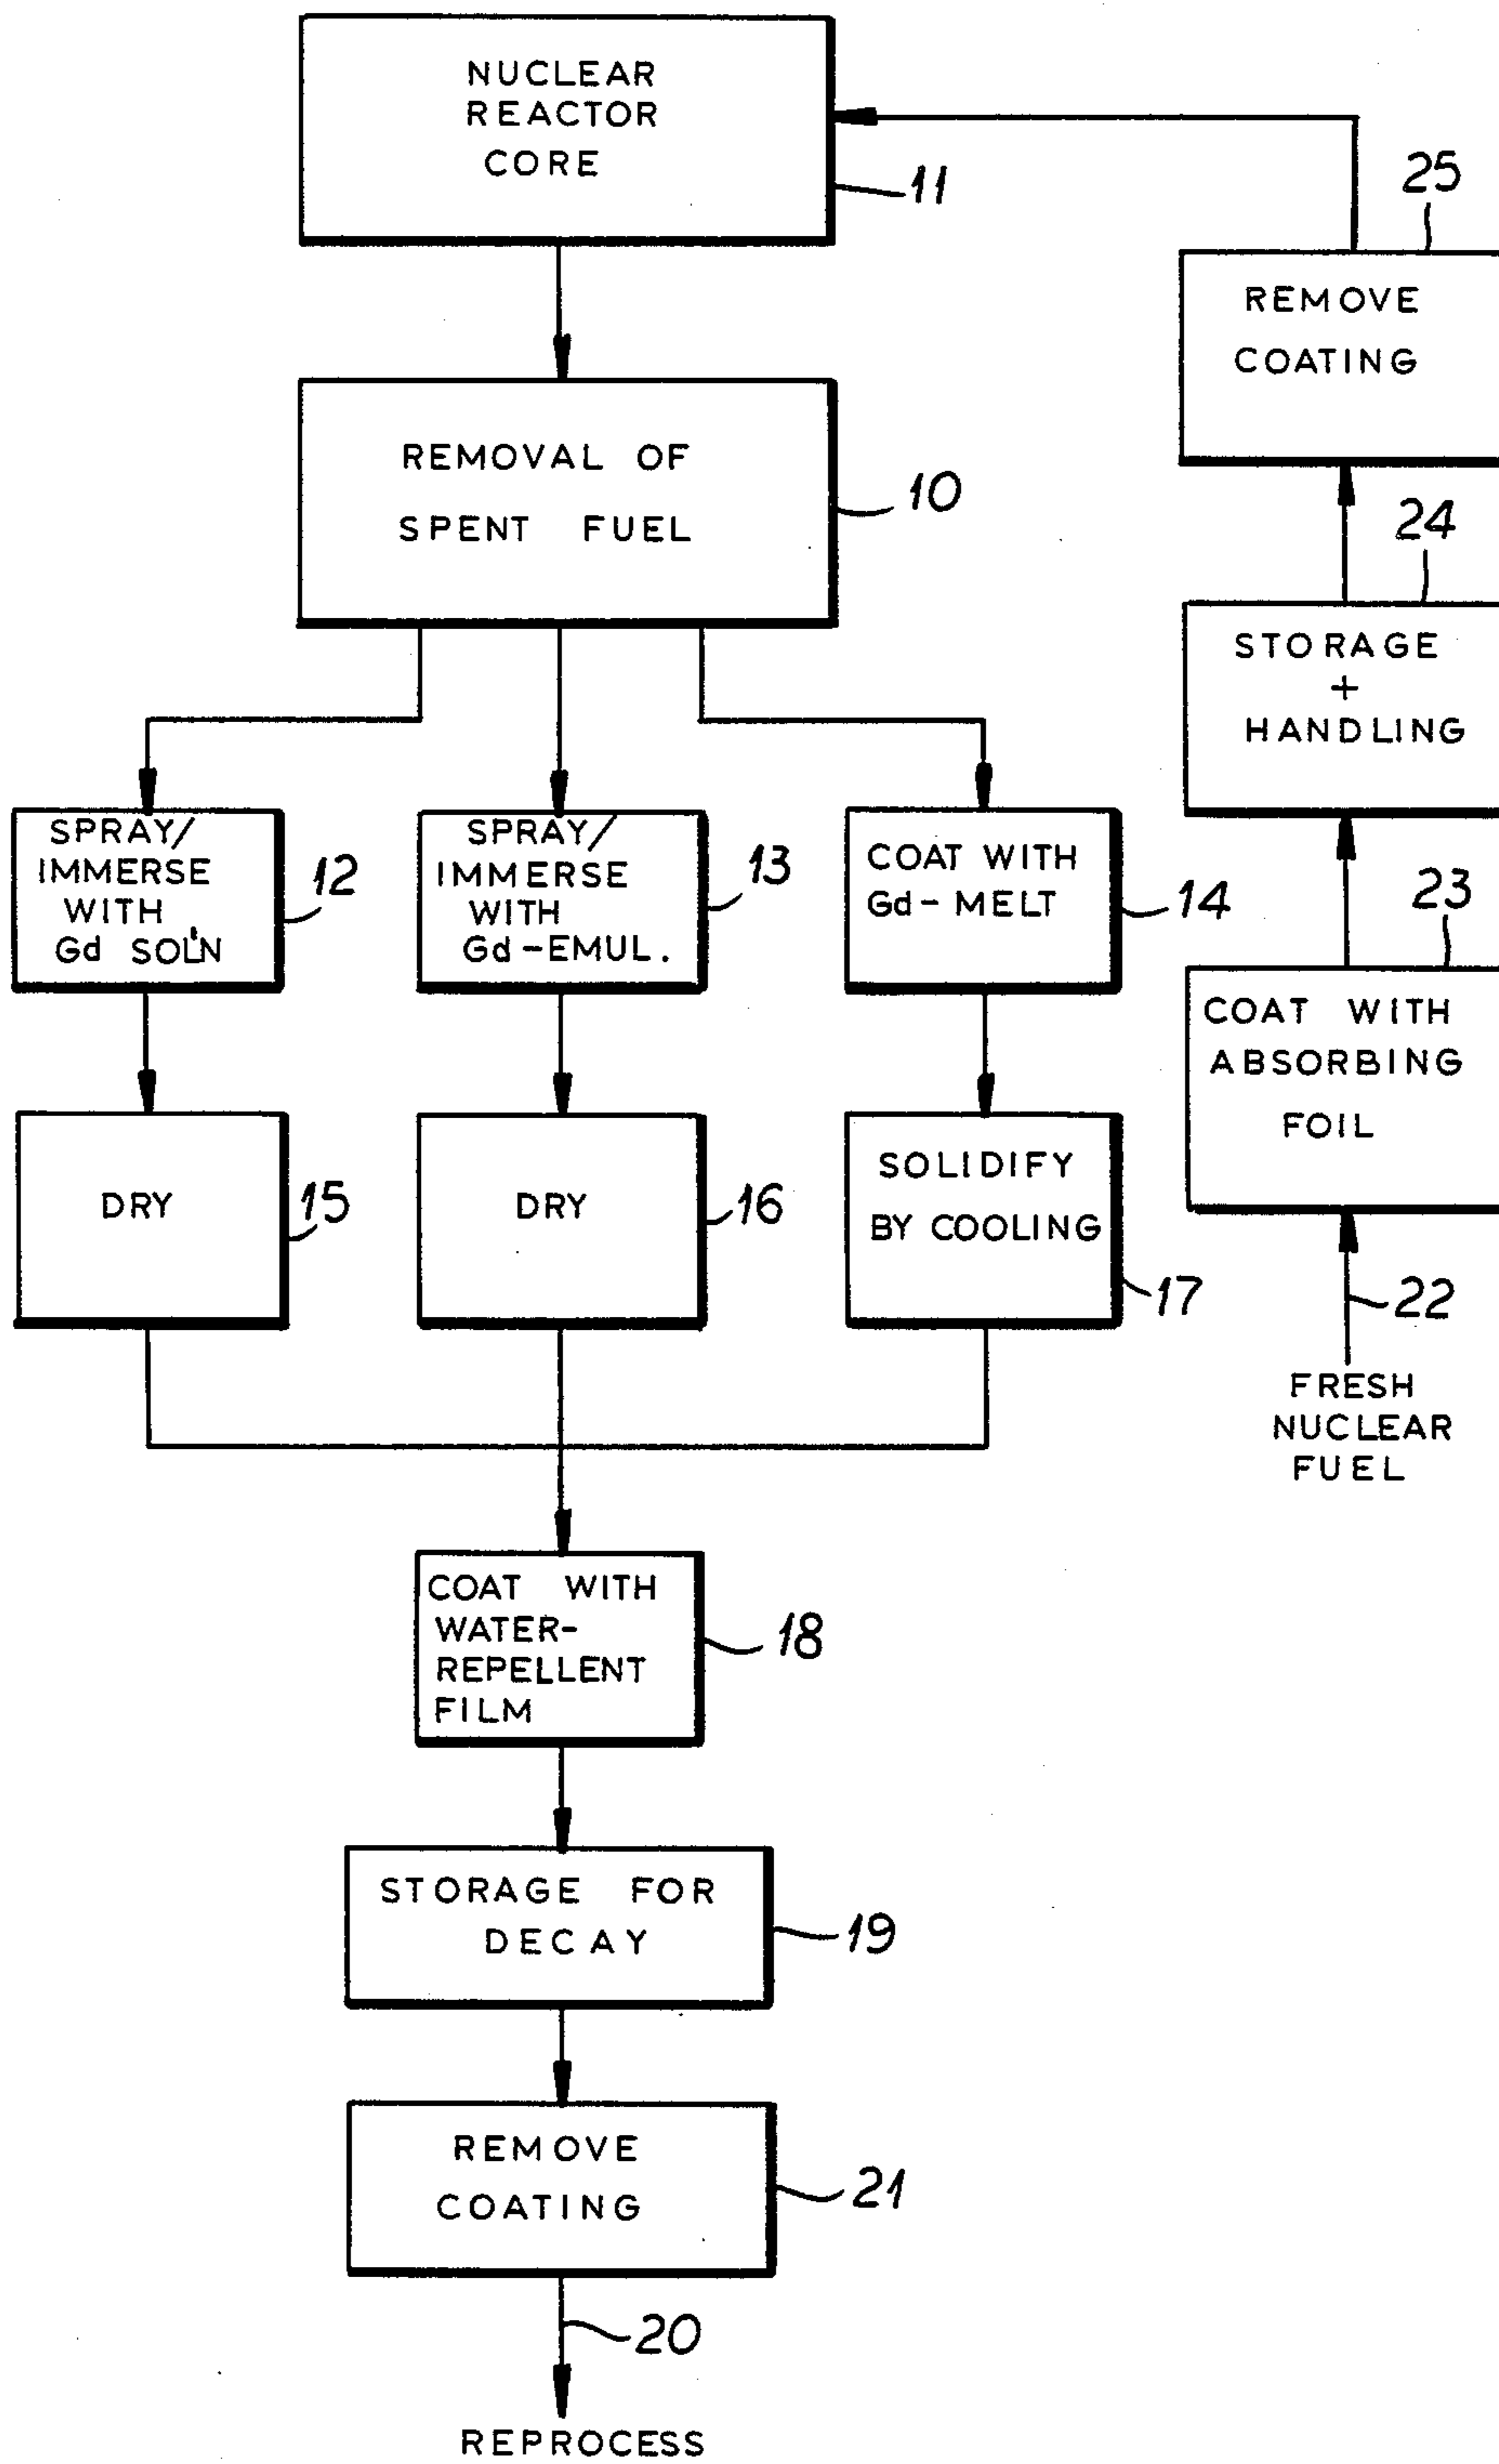 NUCLEAR
REACTOR
CORE
11
REMOVAL OF
SPENT FUEL
10
SPRAY/
IMMERSE
WITH
Gd SOL'N
12
SPRAY/
IMMERSE
WITH
Gd-EMUL.
13
COAT WITH
Gd-MELT
14
DRY
15
DRY
16
SOLIDIFY
BY COOLING
17
COAT WITH
WATER-
REPELLENT
FILM
18
STORAGE FOR
DECAY
19
REMOVE
COATING
21
20
REPROCESS
25
REMOVE
COATING
24
STORAGE
+
HANDLING
23
COAT WITH
ABSORBING
FOIL
22
FRESH
NUCLEAR
FUEL